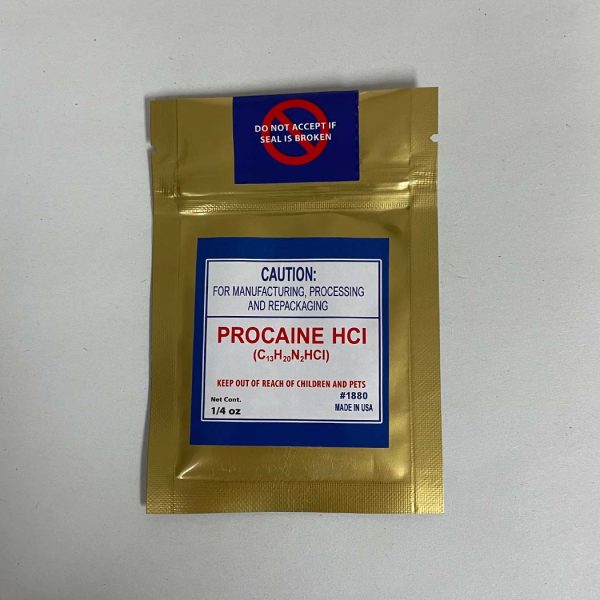 DO NOT ACCEPT IF
SEAL IS BROKEN
CAUTION:
FOR MANUFACTURING, PROCESSING
AND REPACKAGING
PROCAINE HCl
(C₁₃H₂₀N₂HCl)
KEEP OUT OF REACH OF CHILDREN AND PETS
Net Cont.
1/4 oz
#1880
MADE IN USA